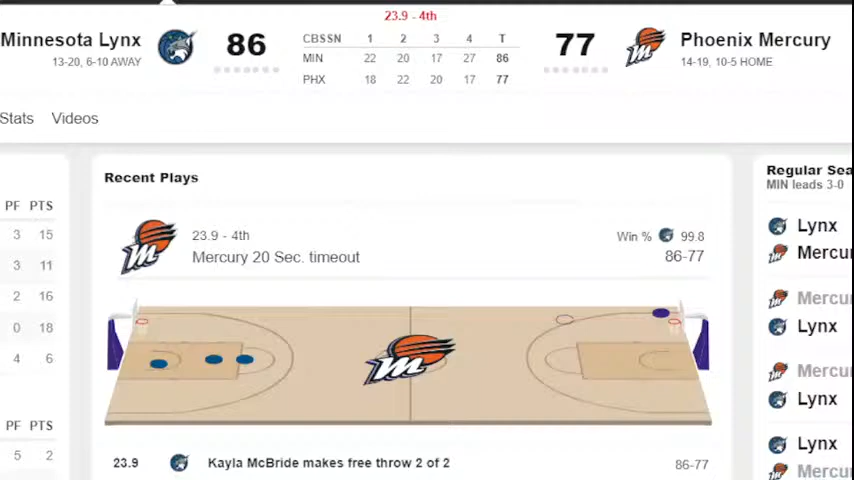 23.9 - 4th
Minnesota Lynx
13-20, 6-10 AWAY
86
CBSSN 1 2 3 4 T
MIN 22 20 17 27 86
PHX 18 22 20 17 77
77
Phoenix Mercury
14-19, 10-5 HOME
Stats Videos
PF PTS
3 15
3 11
2 16
0 18
4 6
PF PTS
5 2
Recent Plays
23.9 - 4th
Mercury 20 Sec. timeout
Win % 99.8
86-77
23.9 Kayla McBride makes free throw 2 of 2 86-77
Regular Sea
MIN leads 3-0
Lynx
Mercur
Mercu
Lynx
Mercu
Lynx
Lynx
Mercu